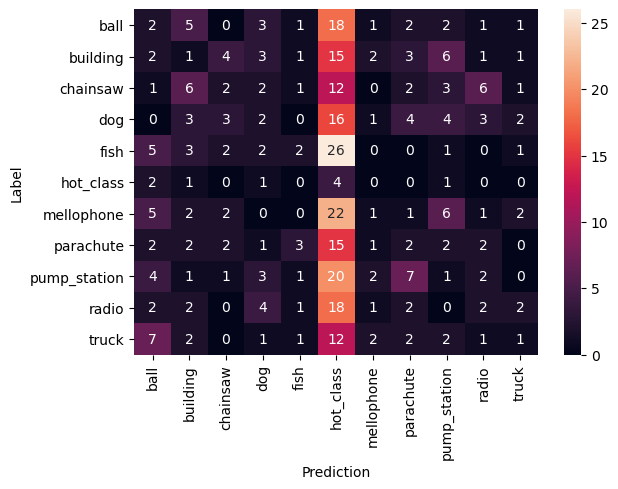 ball 2 5 0 3 1 18 1 2 2 1 1
building 2 1 4 3 1 15 2 3 6 1 1
chainsaw 1 6 2 2 1 12 0 2 3 6 1
dog 0 3 3 2 0 16 1 4 4 3 2
fish 5 3 2 2 2 26 0 0 1 0 1
hot_class 2 1 0 1 0 4 0 0 1 0 0
mellophone 5 2 2 0 0 22 1 1 6 1 2
parachute 2 2 2 1 3 15 1 2 2 2 0
pump_station 4 1 1 3 1 20 2 7 1 2 0
radio 2 2 0 4 1 18 1 2 0 2 2
truck 7 2 0 1 1 12 2 2 2 1 1
Label
ball building chainsaw dog fish hot_class mellophone parachute pump_station radio truck
Prediction
25
20
15
10
5
0